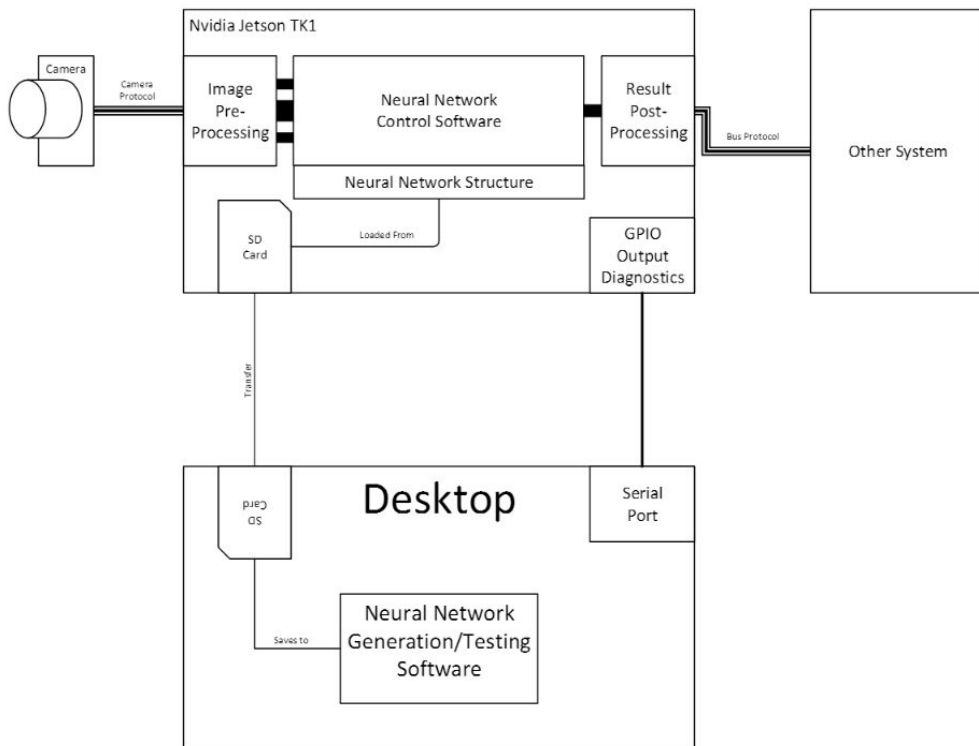 Nvidia Jetson TK1
Camera
Camera
Protocol
Image
Pre-
Processing
Neural Network
Control Software
Result
Post-
Processing
Bus Protocol
Other System
Neural Network Structure
SD
Card
Loaded From
GPIO
Output
Diagnostics
Transfer
SD
Card
Desktop
Serial
Port
Saves to
Neural Network
Generation/Testing
Software